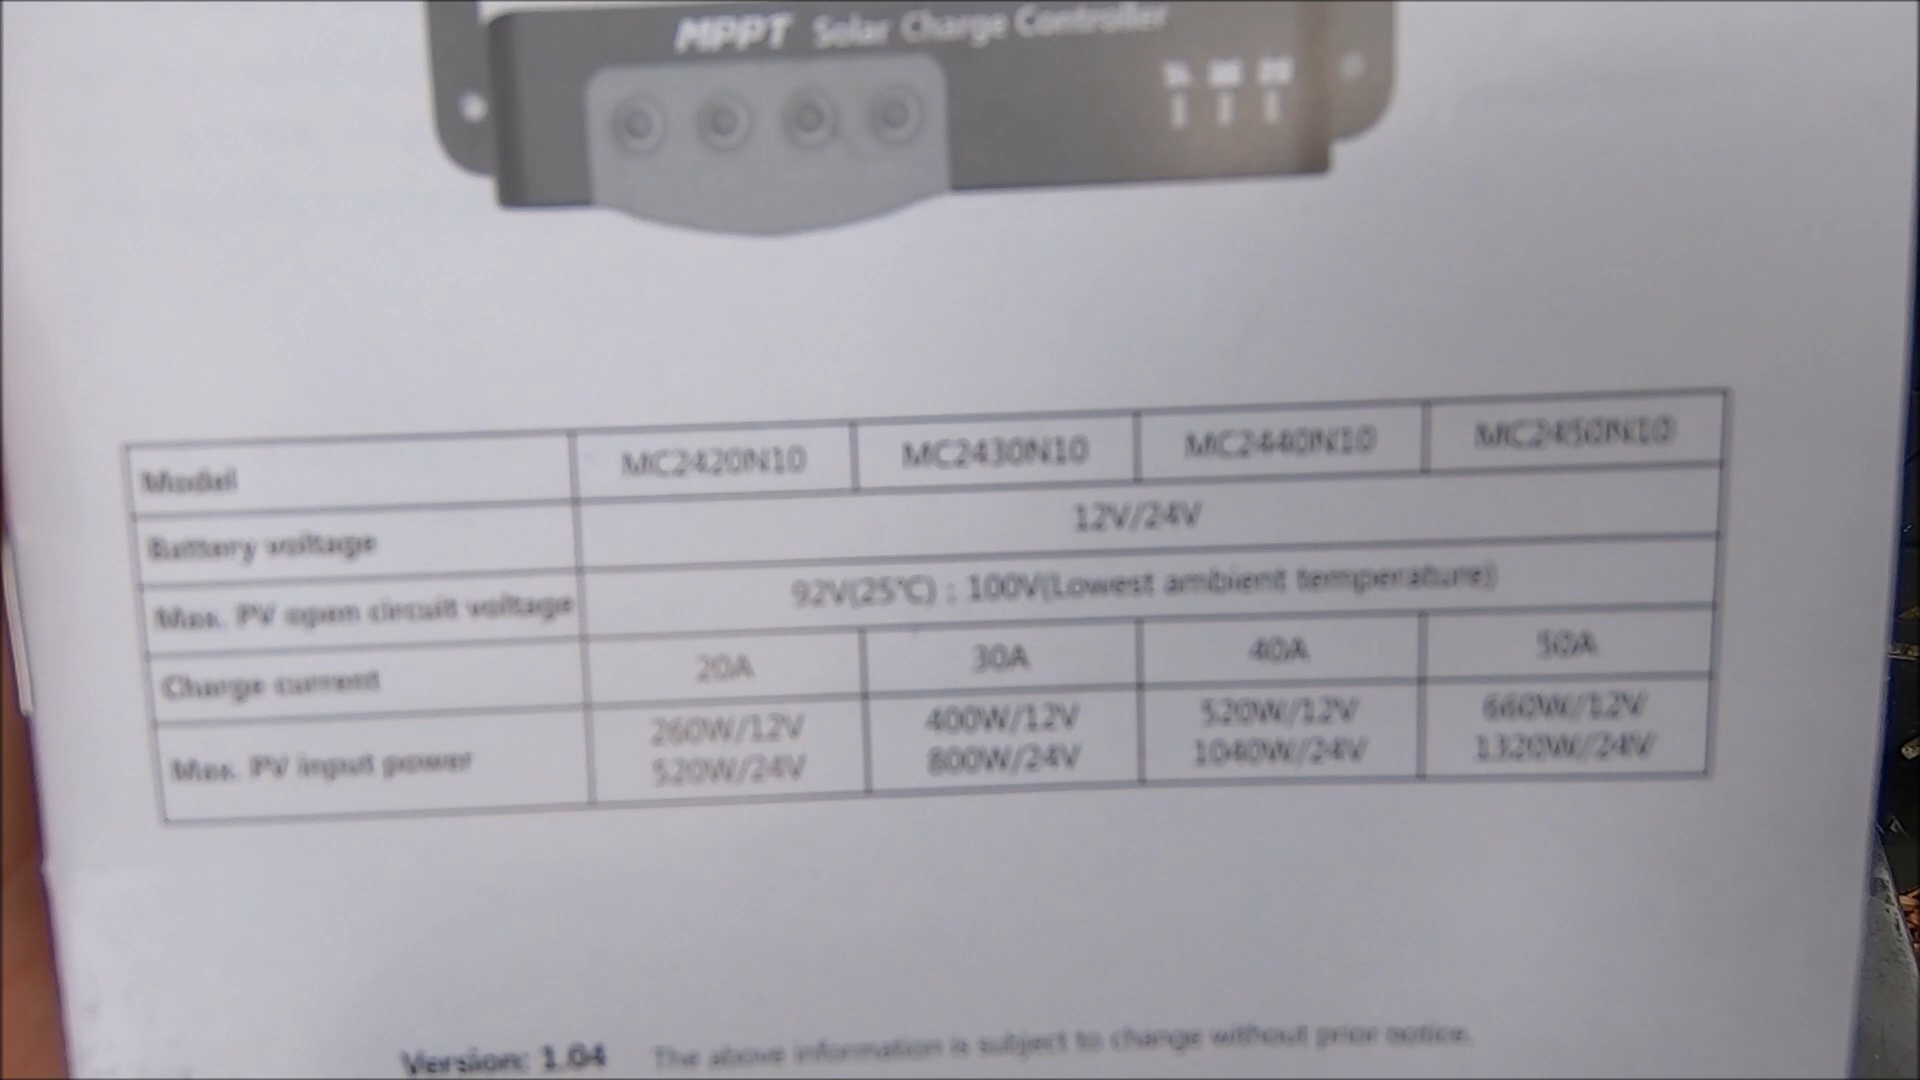 MPPT Solar Charge Controller
Model MC2420N10 MC2430N10 MC2440N10 MC2450N10
Battery voltage 12V/24V
Max. PV open circuit voltage 92V(25℃) ; 100V(Lowest ambient temperature)
Charge current 20A 30A 40A 50A
Max. PV input power 260W/12V 400W/12V 520W/12V 660W/12V
520W/24V 800W/24V 1040W/24V 1320W/24V
Version: 1.04 The above information is subject to change without prior notice.